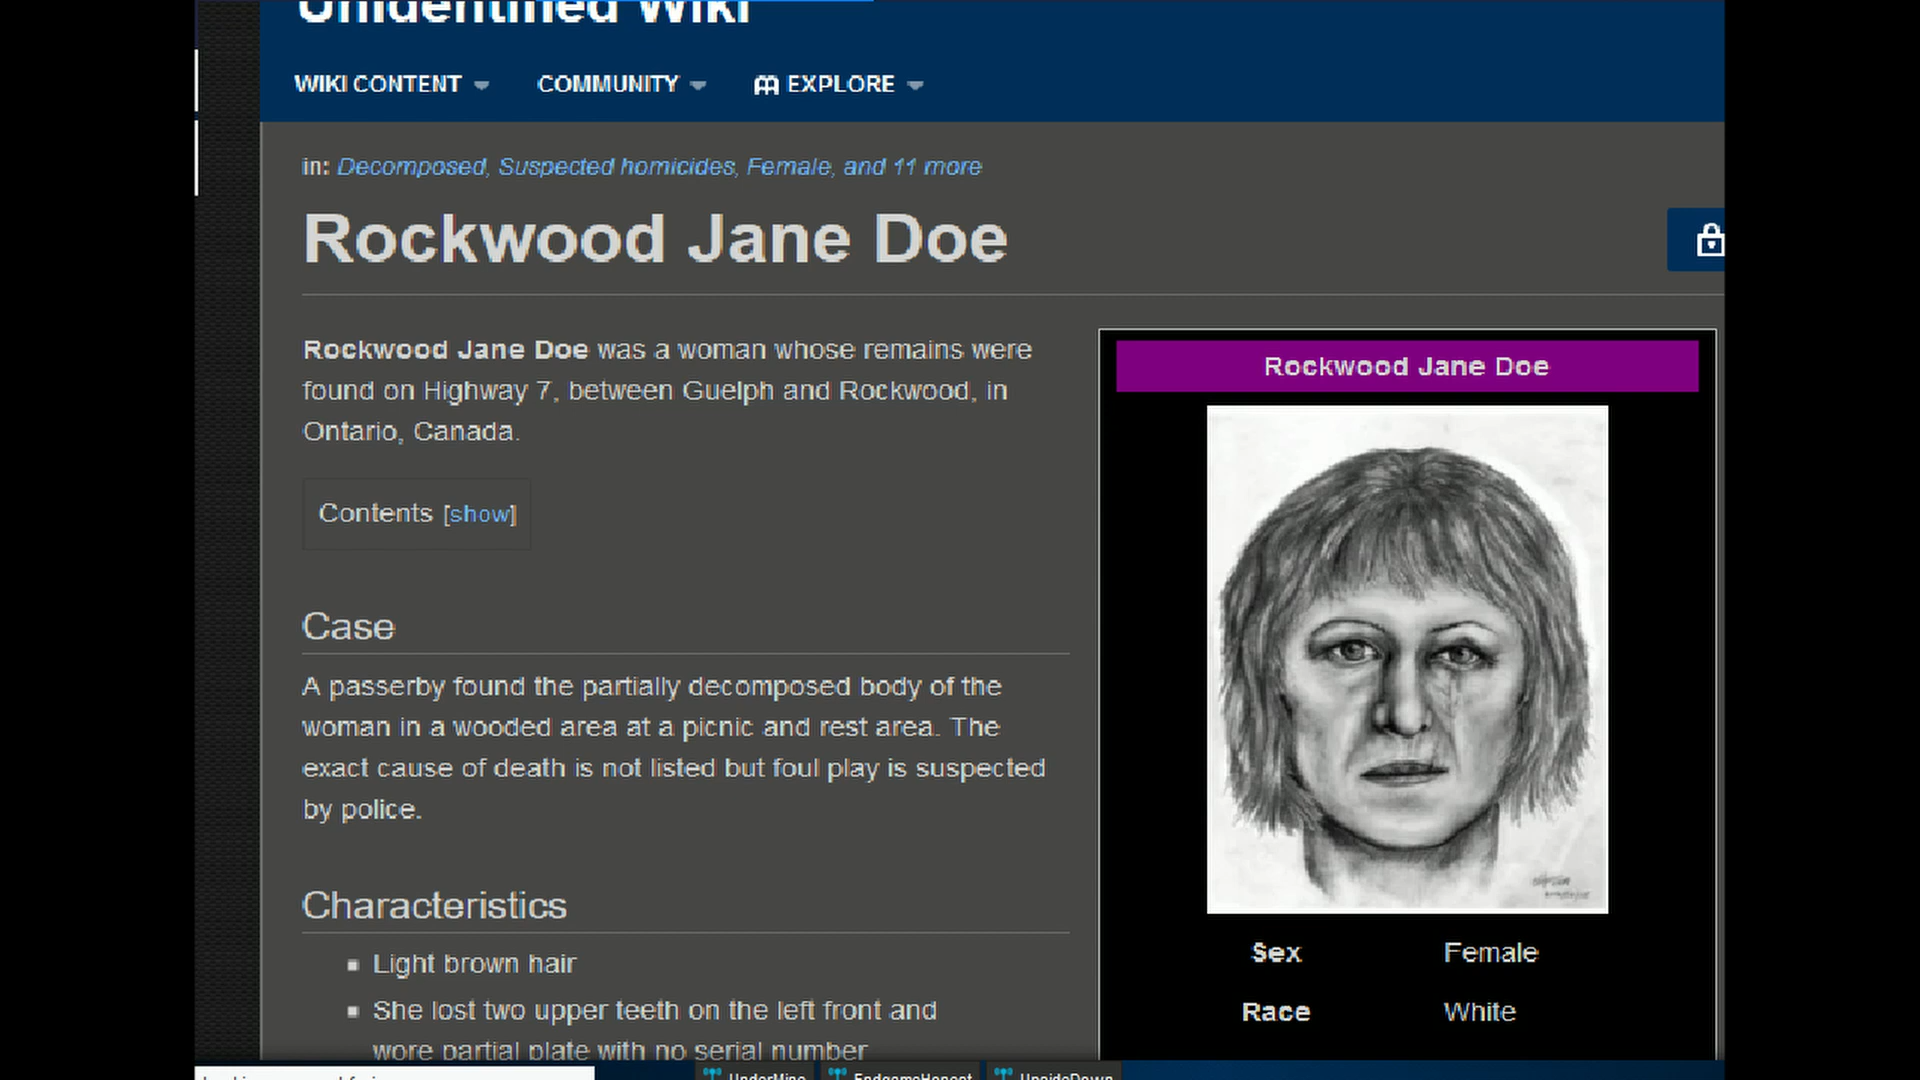 Unidentified Wiki
WIKI CONTENT
COMMUNITY
EXPLORE
in: Decomposed, Suspected homicides, Female, and 11 more
Rockwood Jane Doe
Rockwood Jane Doe was a woman whose remains were
found on Highway 7, between Guelph and Rockwood, in
Ontario, Canada.
Contents [show]
Case
A passerby found the partially decomposed body of the
woman in a wooded area at a picnic and rest area. The
exact cause of death is not listed but foul play is suspected
by police.
Characteristics
Light brown hair
She lost two upper teeth on the left front and
wore partial plate with no serial number
Rockwood Jane Doe
Sex Female
Race White
UnderMine
EndgameHonest
UpsideDown